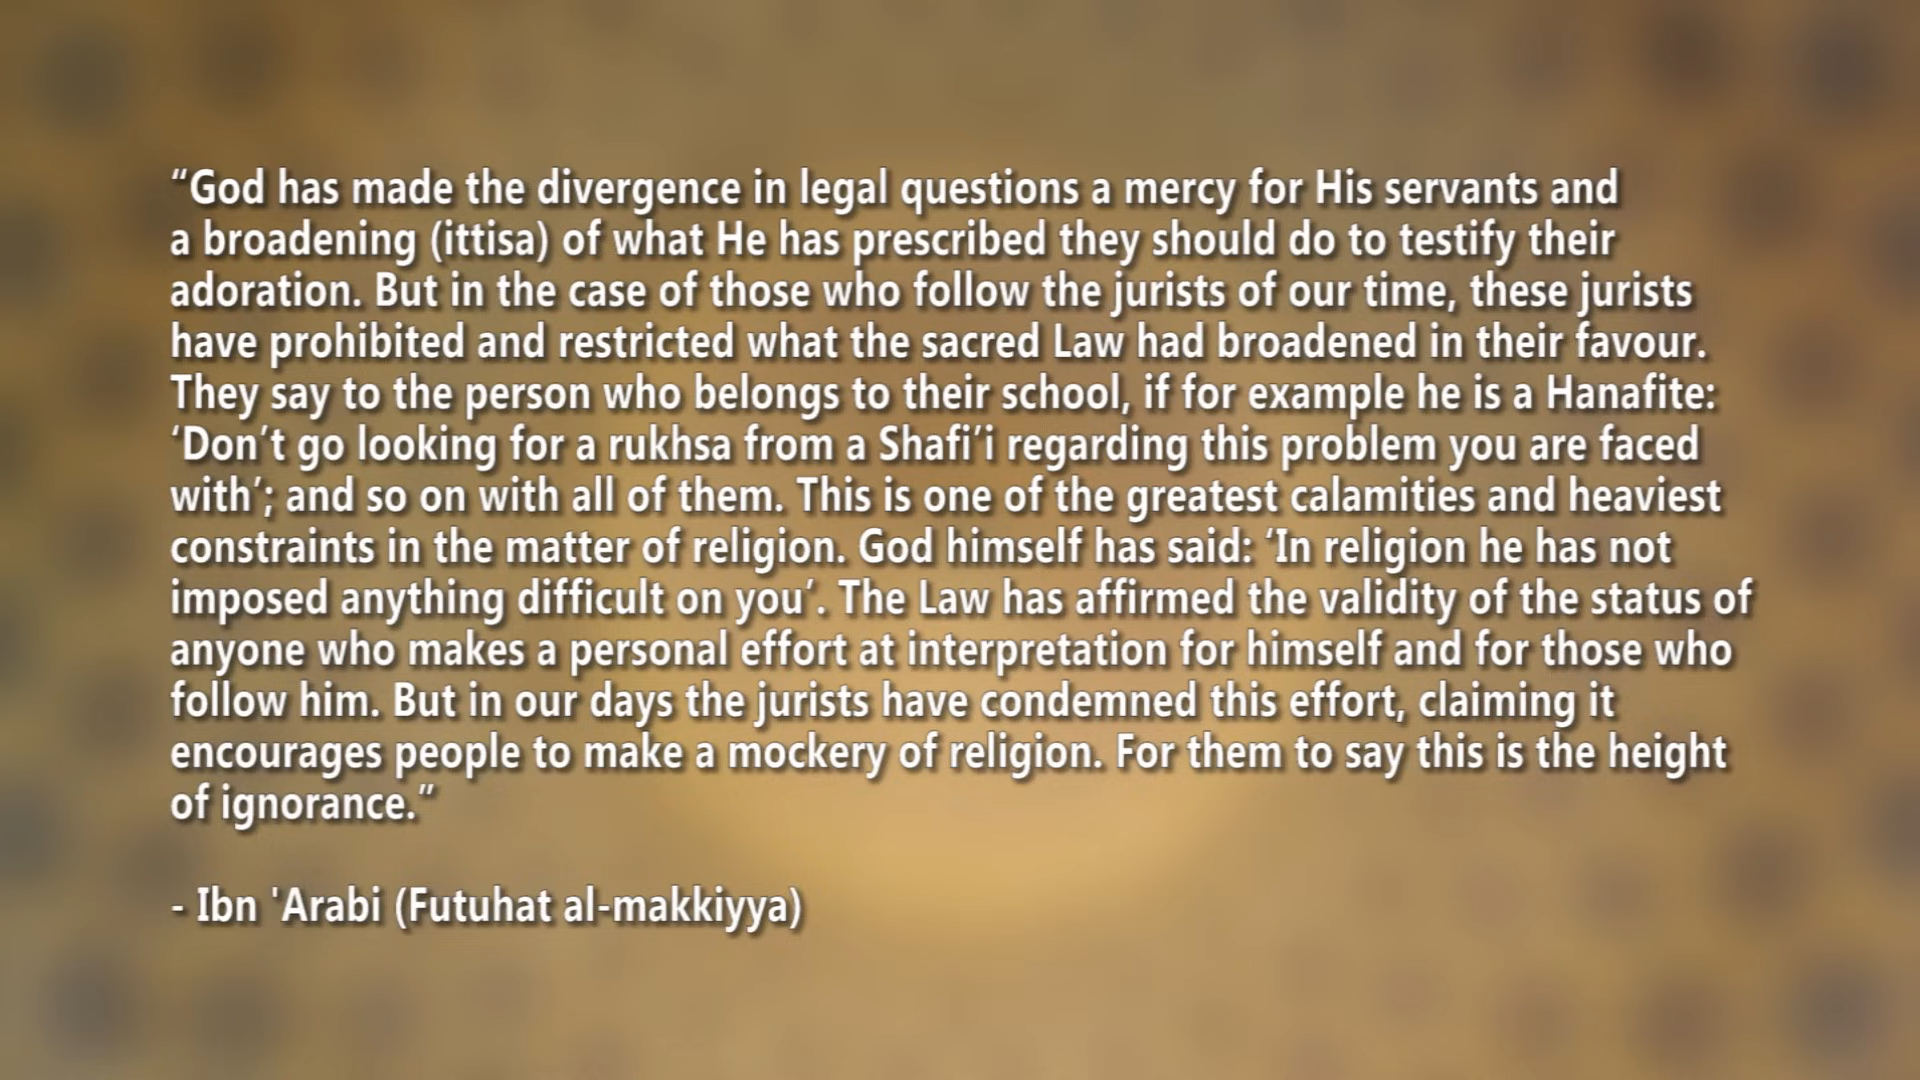 “God has made the divergence in legal questions a mercy for His servants and
a broadening (ittisa) of what He has prescribed they should do to testify their
adoration. But in the case of those who follow the jurists of our time, these jurists
have prohibited and restricted what the sacred Law had broadened in their favour.
They say to the person who belongs to their school, if for example he is a Hanafite:
‘Don’t go looking for a rukhsa from a Shafi’i regarding this problem you are faced
with’; and so on with all of them. This is one of the greatest calamities and heaviest
constraints in the matter of religion. God himself has said: ‘In religion he has not
imposed anything difficult on you’. The Law has affirmed the validity of the status of
anyone who makes a personal effort at interpretation for himself and for those who
follow him. But in our days the jurists have condemned this effort, claiming it
encourages people to make a mockery of religion. For them to say this is the height
of ignorance.”
- Ibn 'Arabi (Futuhat al-makkiyya)